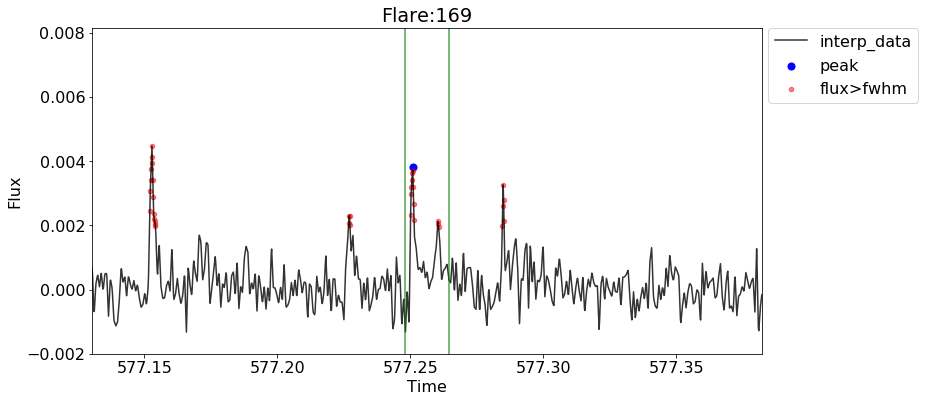 Flare:169
0.008
0.006
0.004
0.002
0.000
−0.002
Flux
577.15
577.20
577.25
577.30
577.35
Time
interp_data
peak
flux>fwhm